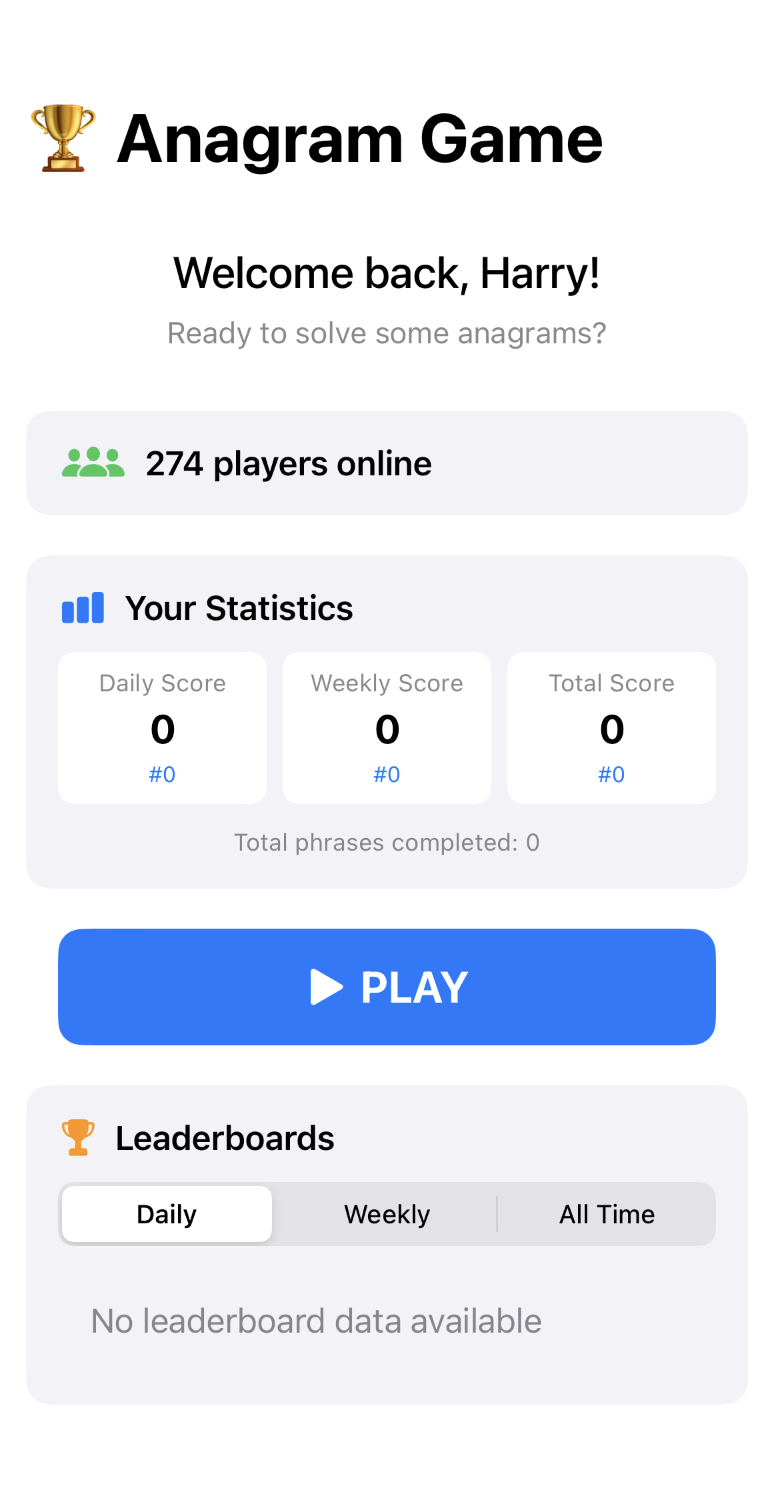 Anagram Game
Welcome back, Harry!
Ready to solve some anagrams?
274 players online
Your Statistics
Daily Score Weekly Score Total Score
0 0 0
#0 #0 #0
Total phrases completed: 0
PLAY
Leaderboards
Daily Weekly All Time
No leaderboard data available